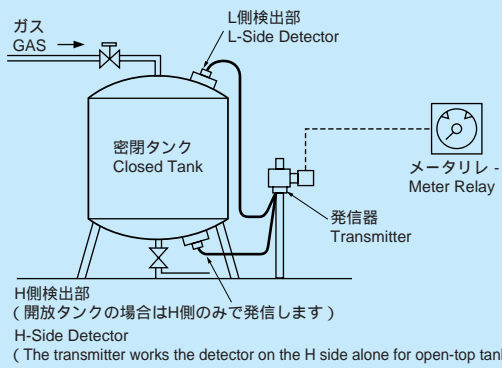 ガス
GAS
L側検出部
L-Side Detector
密閉タンク
Closed Tank
メータリレ -
Meter Relay
発信器
Transmitter
H側検出部
( 開放タンクの場合はH側のみで発信します )
H-Side Detector
( The transmitter works the detector on the H side alone for open-top tank